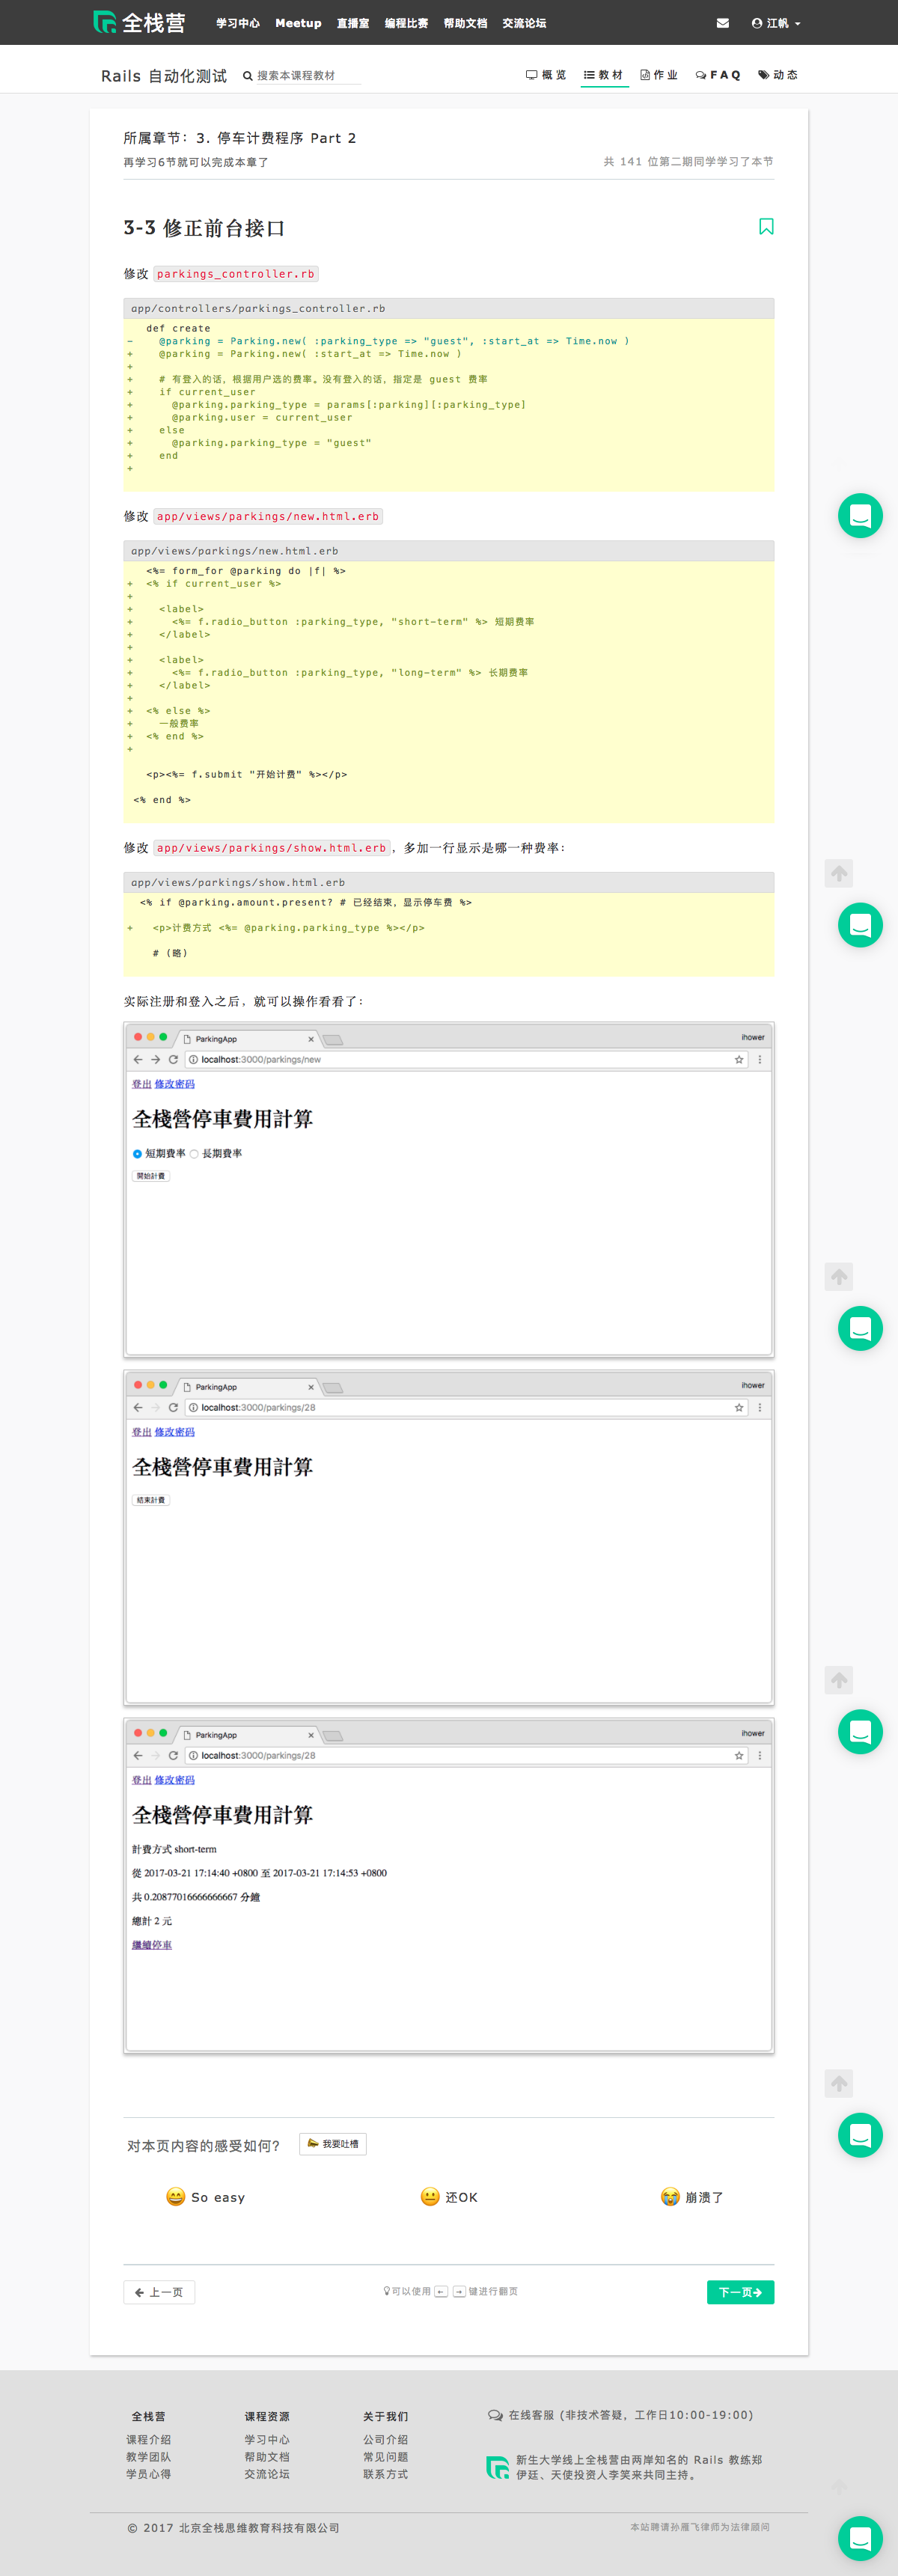 全栈营 学习中心 Meetup 直播室 编程比赛 帮助文档 交流论坛 江帆
Rails 自动化测试 搜索本课程教材 概览 教材 作业 FAQ 动态
所属章节：3. 停车计费程序 Part 2
再学习6节就可以完成本章了 共 141 位第二期同学学习了本节
3-3 修正前台接口
修改 parkings_controller.rb
app/controllers/parkings_controller.rb
def create
- @parking = Parking.new( :parking_type => "guest", :start_at => Time.now )
+ @parking = Parking.new( :start_at => Time.now )
+
+ # 有登入的话，根据用户选的费率。没有登入的话，指定是 guest 费率
+ if current_user
+ @parking.parking_type = params[:parking][:parking_type]
+ @parking.user = current_user
+ else
+ @parking.parking_type = "guest"
+ end
+
修改 app/views/parkings/new.html.erb
app/views/parkings/new.html.erb
<%= form_for @parking do |f| %>
+ <% if current_user %>
+
+ <label>
+ <%= f.radio_button :parking_type, "short-term" %> 短期费率
+ </label>
+
+ <label>
+ <%= f.radio_button :parking_type, "long-term" %> 长期费率
+ </label>
+
+ <% else %>
+ 一般费率
+ <% end %>
+
<p><%= f.submit "开始计费" %></p>
<% end %>
修改 app/views/parkings/show.html.erb，多加一行显示是哪一种费率：
app/views/parkings/show.html.erb
<% if @parking.amount.present? # 已经结束，显示停车费 %>
+ <p>计费方式 <%= @parking.parking_type %></p>
# (略)
实际注册和登入之后，就可以操作看看了：
ParkingApp ihower
localhost:3000/parkings/new
登出 修改密码
全棧營停車費用計算
短期費率 長期費率
開始計費
ParkingApp ihower
localhost:3000/parkings/28
登出 修改密码
全棧營停車費用計算
結束計費
ParkingApp ihower
localhost:3000/parkings/28
登出 修改密码
全棧營停車費用計算
計費方式 short-term
從 2017-03-21 17:14:40 +0800 至 2017-03-21 17:14:53 +0800
共 0.20877016666666667 分鐘
總計 2 元
繼續停車
对本页内容的感受如何？ 我要吐槽
So easy 还OK 崩溃了
← 上一页 可以使用 ← → 键进行翻页 下一页→
全栈营 课程资源 关于我们 在线客服 (非技术答疑，工作日10:00-19:00)
课程介绍 学习中心 公司介绍
教学团队 帮助文档 常见问题
学员心得 交流论坛 联系方式
新生大学线上全栈营由两岸知名的 Rails 教练郑
伊廷、天使投资人李笑来共同主持。
© 2017 北京全栈思维教育科技有限公司 本站聘请孙雁飞律师为法律顾问